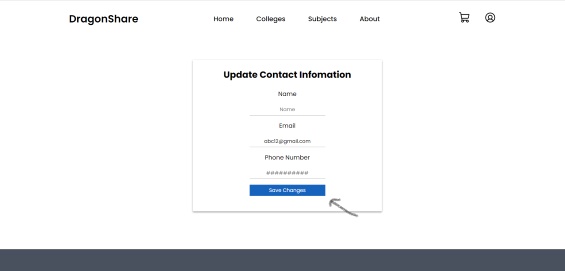 DragonShare
Home Colleges Subjects About
Update Contact Infomation
Name
Name
Email
abc12@gmail.com
Phone Number
##########
Save Changes